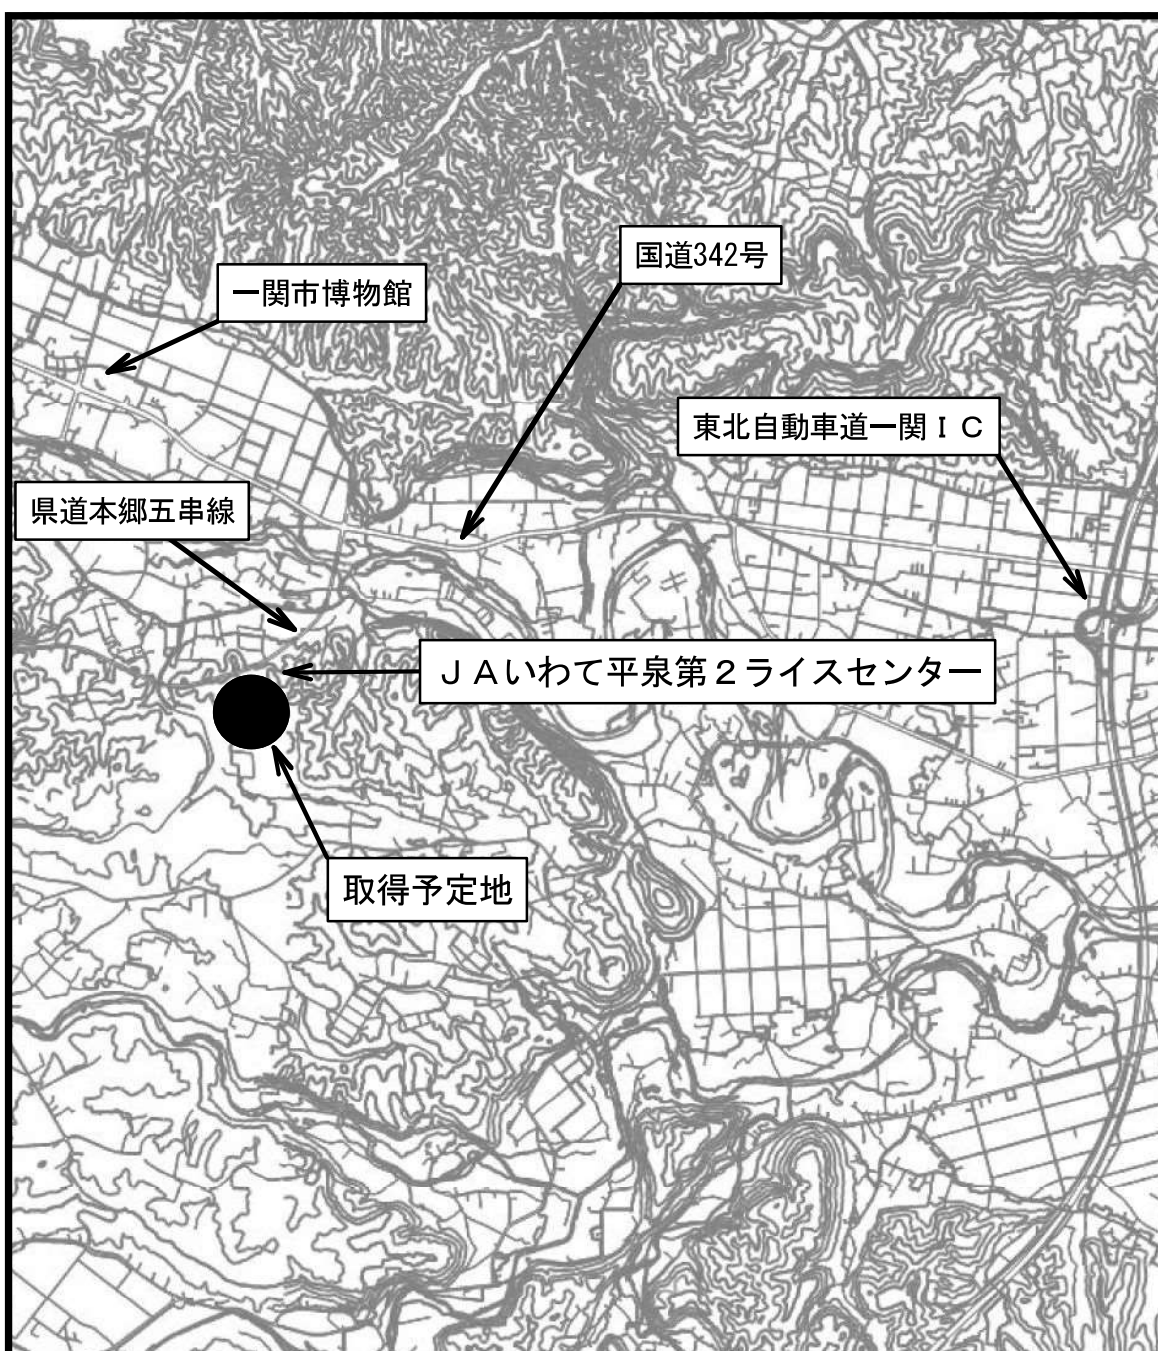 国道342号
一関市博物館
東北自動車道一関ＩＣ
県道本郷五串線
ＪＡいわて平泉第２ライスセンター
取得予定地